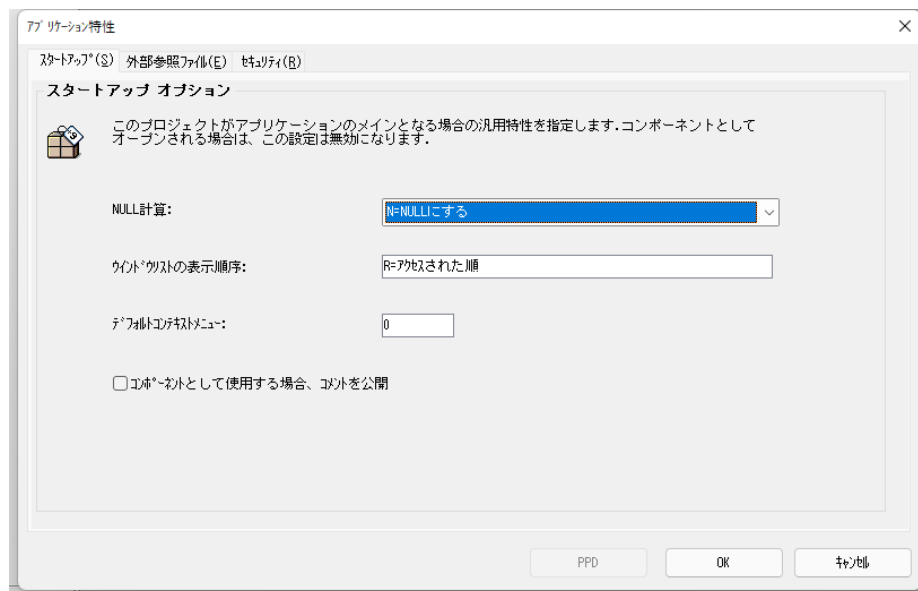 ｱﾌﾟﾘｹｰｼｮﾝ特性
ｽﾀｰﾄｱｯﾌﾟ(S) 外部参照ﾌｧｲﾙ(E) ｾｷｭﾘﾃｨ(R)
スタートアップ オプション
このプロジェクトがアプリケーションのメインとなる場合の汎用特性を指定します.コンポーネントとして
オープンされる場合は、この設定は無効になります.
NULL計算: N=NULLにする
ｳｲﾝﾄﾞｳﾘｽﾄの表示順序: R=ｱｸｾｽされた順
ﾃﾞﾌｫﾙﾄｺﾝﾃｷｽﾄﾒﾆｭｰ: 0
ｺﾝﾎﾟｰﾈﾝﾄとして使用する場合、ｺﾒﾝﾄを公開
PPD OK ｷｬﾝｾﾙ